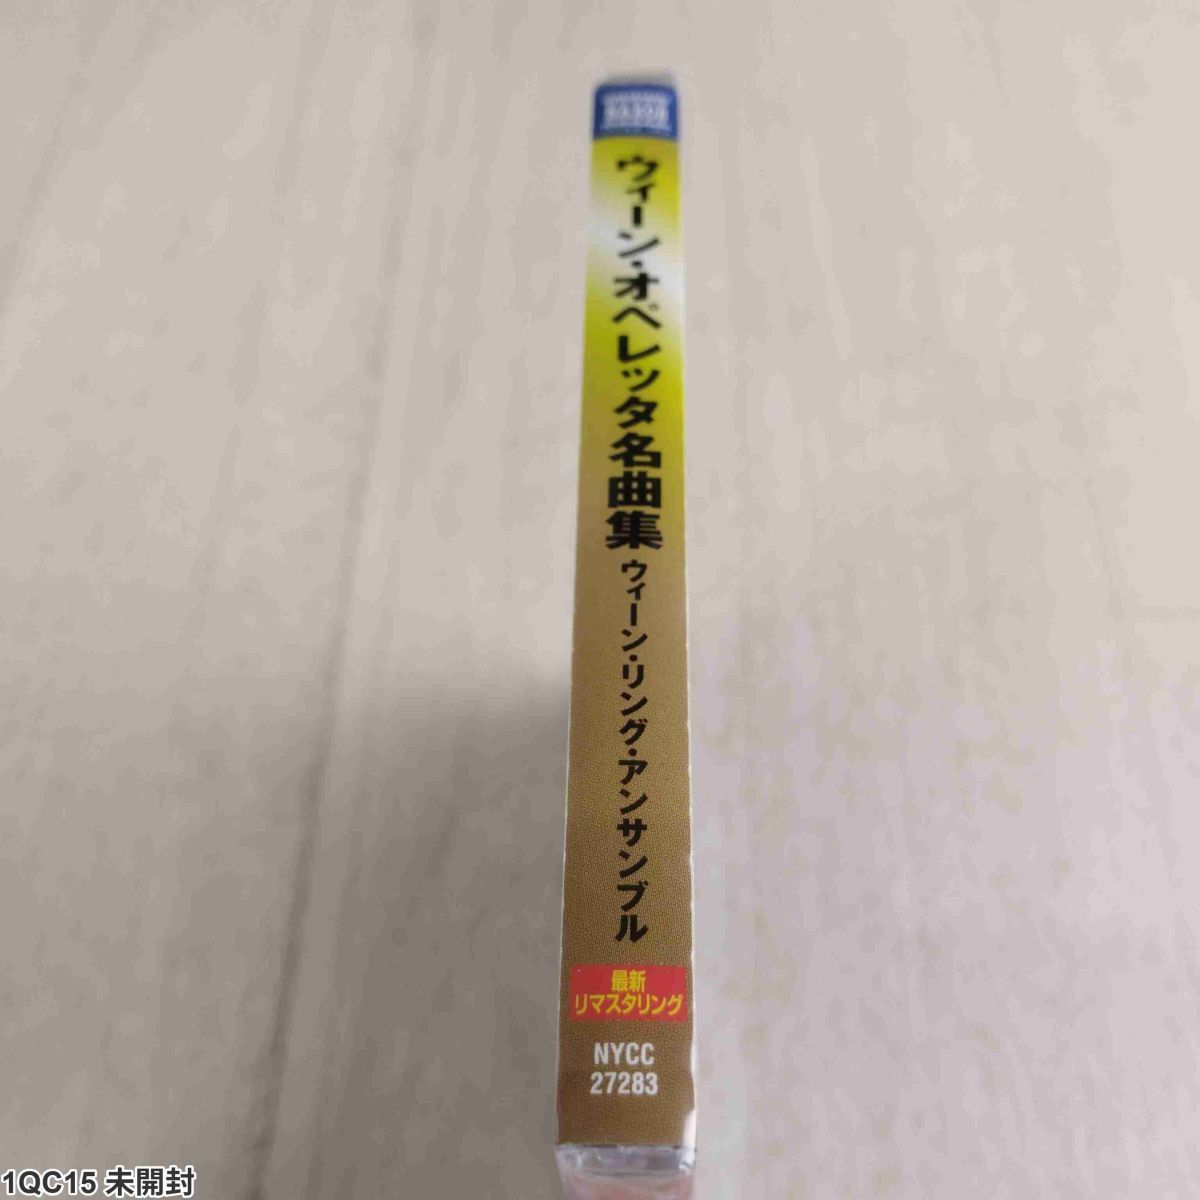 NAXOS
ウィーン・オペレッタ名曲集
ウィーン・リング・アンサンブル
最新
リマスタリング
NYCC
27283
1QC15 未開封